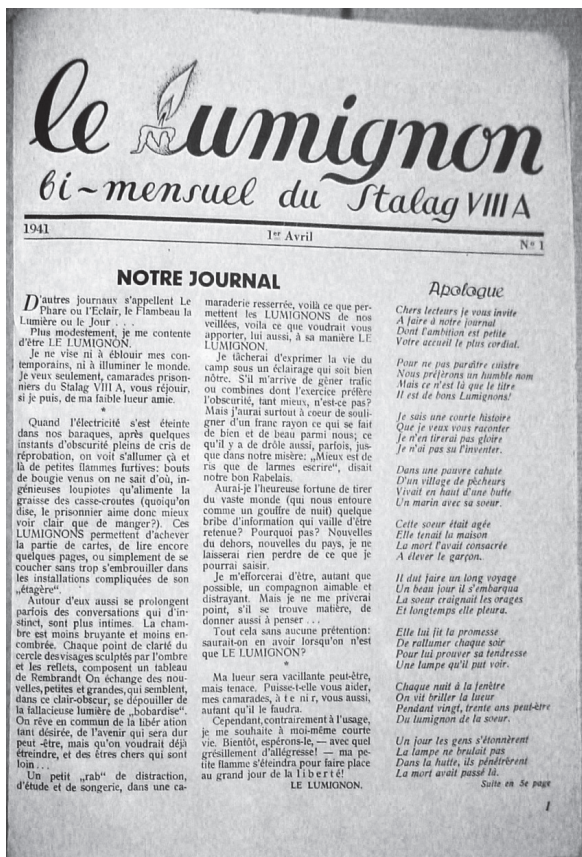 le Lumignon
bi-mensuel du Stalag VIII A
1941
1er Avril
No 1
NOTRE JOURNAL
D'autres journaux s'appellent Le
Phare ou l'Eclair, le Flambeau la
Lumière ou le Jour . . .
Plus modestement, je me contente
d'être LE LUMIGNON.
Je ne vise ni à éblouir mes con-
temporains, ni à illuminer le monde.
Je veux seulement, camarades prison-
niers du Stalag VIII A, vous réjouir,
si je puis, de ma faible lueur amie.
*
Quand l'électricité s'est éteinte
dans nos baraques, après quelques
instants d'obscurité pleins de cris de
réprobation, on voit s'allumer çà et
là de petites flammes furtives: bouts
de bougie venus on ne sait d'où, in-
génieuses loupiotes qu'alimente la
graisse des casse-croutes (quoiqu'on
dise, le prisonnier aime donc mieux
voir clair que de manger?). Ces
LUMIGNONS permettent d'achever
la partie de cartes, de lire encore
quelques pages, ou simplement de se
coucher sans trop s'embrouiller dans
les installations compliquées de son
„étagère".
Autour d'eux aussi se prolongent
parfois des conversations qui d'in-
stinct, sont plus intimes. La cham-
bre est moins bruyante et moins en-
combrée. Chaque point de clarté du
cercle des visages sculptés par l'ombre
et les reflets, composent un tableau
de Rembrandt On échange des nou-
velles, petites et grandes, qui semblent,
dans ce clair-obscur, se dépouiller de
la fallacieuse lumière de „bobardise".
On rêve en commun de la libér ation
tant désirée, de l'avenir qui sera dur
peut -être, mais qu'on voudrait déjà
étreindre, et des êtres chers qui sont
loin . . .
Un petit „rab" de distraction,
d'étude et de songerie, dans une ca-
maraderie resserrée, voilà ce que per-
mettent les LUMIGNONS de nos
veillées, voila ce que voudrait vous
apporter, lui aussi, à sa manière LE
LUMIGNON.
Je tâcherai d'exprimer la vie du
camp sous un éclairage qui soit bien
nôtre. S'il m'arrive de gêner trafic
ou combines dont l'exercice préfère
l'obscurité, tant mieux, n'est-ce pas?
Mais j'aurai surtout à coeur de souli-
gner d'un franc rayon ce qui se fait
de bien et de beau parmi nous; ce
qu'il y a de drôle aussi, parfois, jus-
que dans notre misère: „Mieux est de
ris que de larmes escrire", disait
notre bon Rabelais.
Aurai-je l'heureuse fortune de tirer
du vaste monde (qui nous entoure
comme un gouffre de nuit) quelque
bribe d'information qui vaille d'être
retenue? Pourquoi pas? Nouvelles
du dehors, nouvelles du pays, je ne
laisserai rien perdre de ce que je
pourrai saisir.
Je m'efforcerai d'être, autant que
possible, un compagnon aimable et
distrayant. Mais je ne me priverai
point, s'il se trouve matière, de
donner aussi à penser . . .
Tout cela sans aucune prétention:
saurait-on en avoir lorsqu'on n'est
que LE LUMIGNON?
*
Ma lueur sera vacillante peut-être,
mais tenace. Puisse-t-elle vous aider,
mes camarades, à t e n i r, vous aussi,
autant qu'il le faudra.
Cependant, contrairement à l'usage,
je me souhaite à moi-même courte
vie. Bientôt, espérons-le, — avec quel
grésillement d'allégresse! — ma pe-
tite flamme s'éteindra pour faire place
au grand jour de la l i b e r t é!
LE LUMIGNON.
Apologue
Chers lecteurs je vous invite
A faire à notre journal
Dont l'ambition est petite
Votre accueil le plus cordial.
Pour ne pas paraître cuistre
Nous préférons un humble nom
Mais ce n'est là que le titre
Il est de bons Lumignons!
Je sais une courte histoire
Que je veux vous raconter
Je n'en tirerai pas gloire
Je n'ai pas su l'inventer.
Dans une pauvre cahute
D'un village de pêcheurs
Vivait en haut d'une butte
Un marin avec sa soeur.
Cette soeur était agée
Elle tenait la maison
La mort l'avait consacrée
A élever le garçon.
Il dut faire un long voyage
Un beau jour il s'embarqua
La soeur craignait les orages
Et longtemps elle pleura.
Elle lui fit la promesse
De rallumer chaque soir
Pour lui prouver sa tendresse
Une lampe qu'il put voir.
Chaque nuit à la fenêtre
On vit briller la lueur
Pendant vingt, trente ans peut-être
Du lumignon de la soeur.
Un jour les gens s'étonnèrent
La lampe ne brulait pas
Dans la hutte, ils pénétrèrent
La mort avait passé là.
Suite en 5e page
1